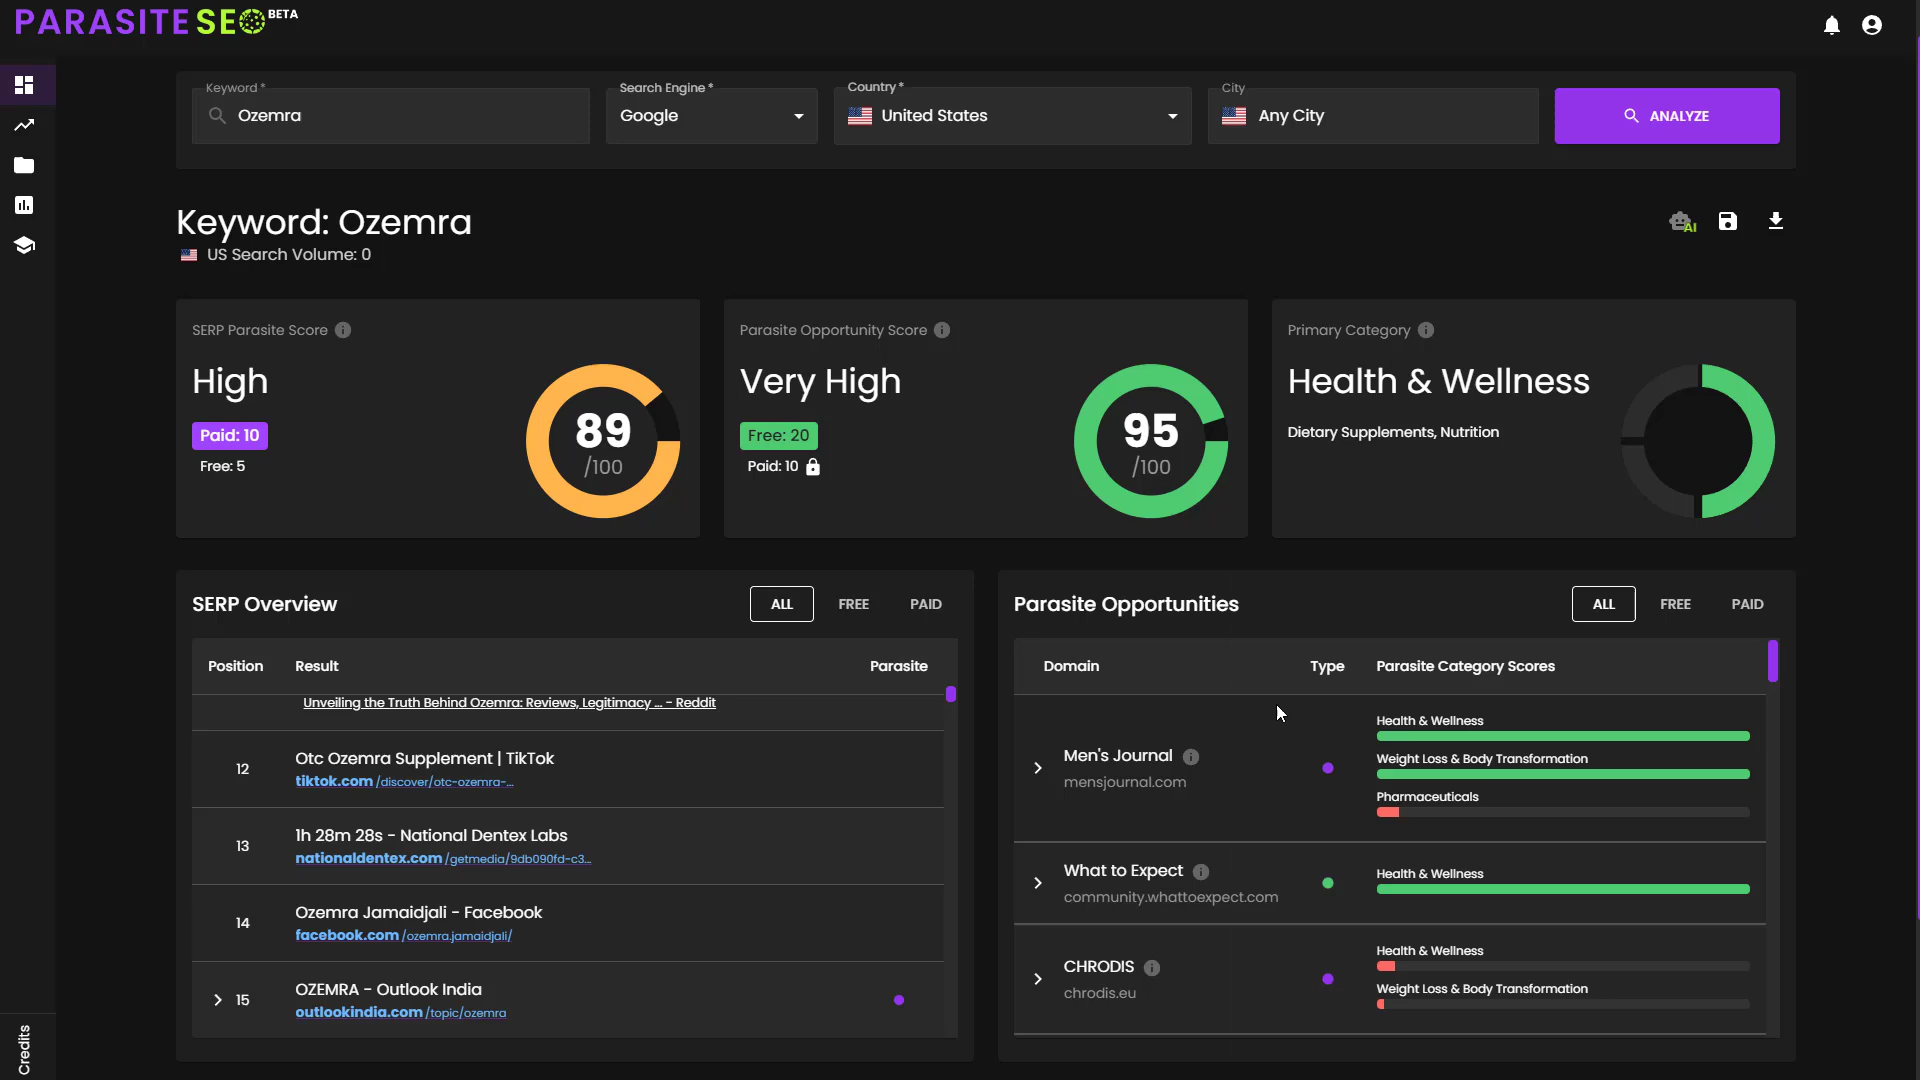 PARASITE SEO BETA
Keyword *
Ozemra
Search Engine *
Google
Country *
United States
City
Any City
ANALYZE
Keyword: Ozemra
US Search Volume: 0
AI
SERP Parasite Score
High
Paid: 10
Free: 5
89
/100
Parasite Opportunity Score
Very High
Free: 20
Paid: 10
95
/100
Primary Category
Health & Wellness
Dietary Supplements, Nutrition
SERP Overview
ALL
FREE
PAID
Position
Result
Parasite
Unveiling the Truth Behind Ozemra: Reviews, Legitimacy ... - Reddit
12
Otc Ozemra Supplement | TikTok
tiktok.com/discover/otc-ozemra-...
13
1h 28m 28s - National Dentex Labs
nationaldentex.com/getmedia/9db090fd-c3...
14
Ozemra Jamaidjali - Facebook
facebook.com/ozemra.jamaidjali/
15
OZEMRA - Outlook India
outlookindia.com/topic/ozemra
Parasite Opportunities
ALL
FREE
PAID
Domain
Type
Parasite Category Scores
Men's Journal
mensjournal.com
Health & Wellness
Weight Loss & Body Transformation
Pharmaceuticals
What to Expect
community.whattoexpect.com
Health & Wellness
CHRODIS
chrodis.eu
Health & Wellness
Weight Loss & Body Transformation
Credits